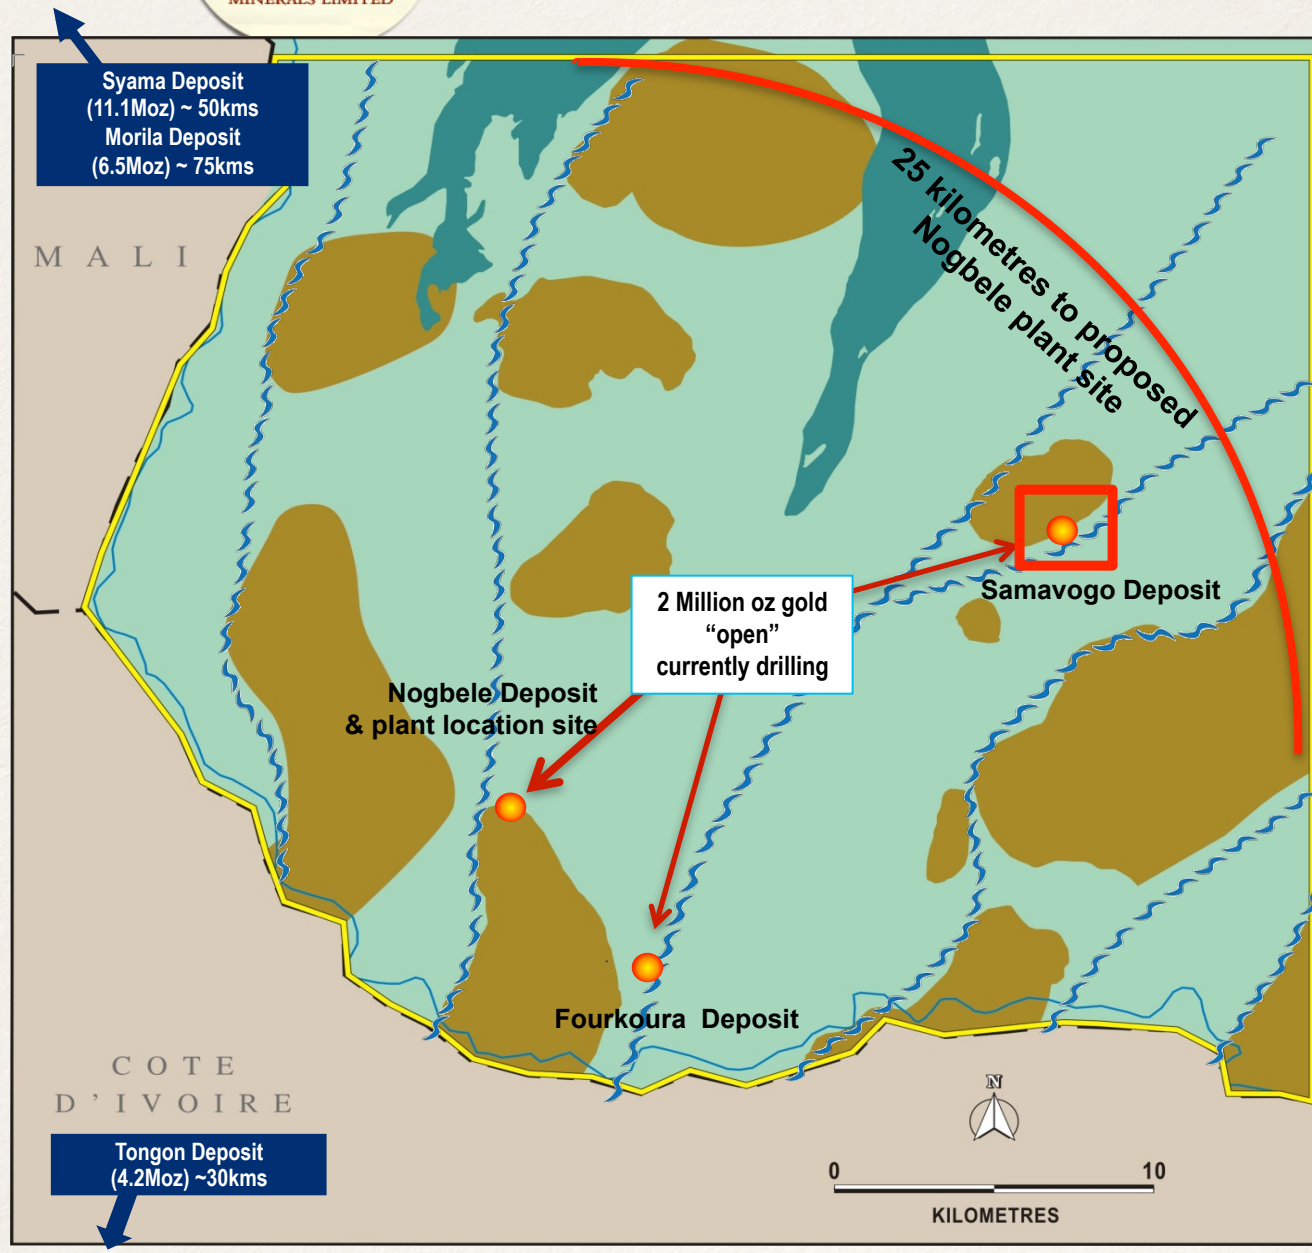 MINERALS LIMITED
Syama Deposit
(11.1Moz) ~ 50kms
Morila Deposit
(6.5Moz) ~ 75kms
M A L I
25 kilometres to proposed
Nogbele plant site
Samavogo Deposit
2 Million oz gold
“open”
currently drilling
Nogbele Deposit
& plant location site
Fourkoura Deposit
C O T E
D ' I V O I R E
Tongon Deposit
(4.2Moz) ~30kms
N
0 10
KILOMETRES